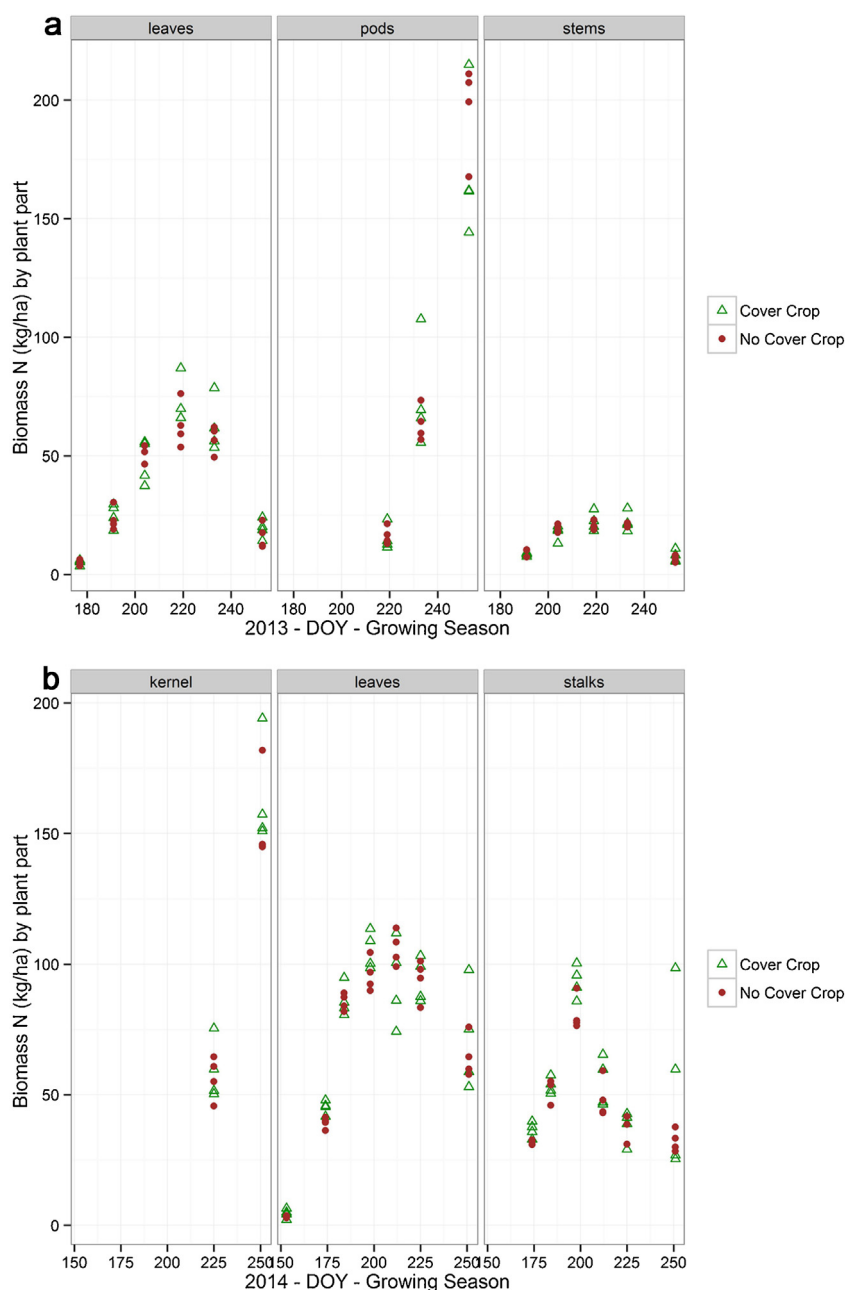 a
leaves pods stems
Biomass N (kg/ha) by plant part
200
150
100
50
0
180 200 220 240 180 200 220 240 180 200 220 240
2013 - DOY - Growing Season
Cover Crop
No Cover Crop
b
kernel leaves stalks
Biomass N (kg/ha) by plant part
200
150
100
50
0
150 175 200 225 250 150 175 200 225 250 150 175 200 225 250
2014 - DOY - Growing Season
Cover Crop
No Cover Crop